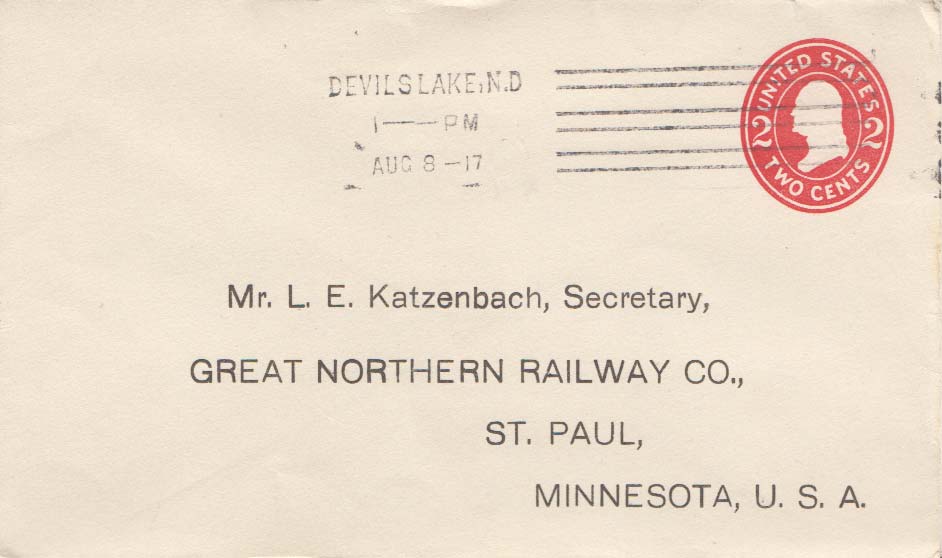 DEVILS LAKE, N.D
1 — PM
AUG 8 - 17
UNITED STATES
2 2
TWO CENTS
Mr. L. E. Katzenbach, Secretary,
GREAT NORTHERN RAILWAY CO.,
ST. PAUL,
MINNESOTA, U. S. A.